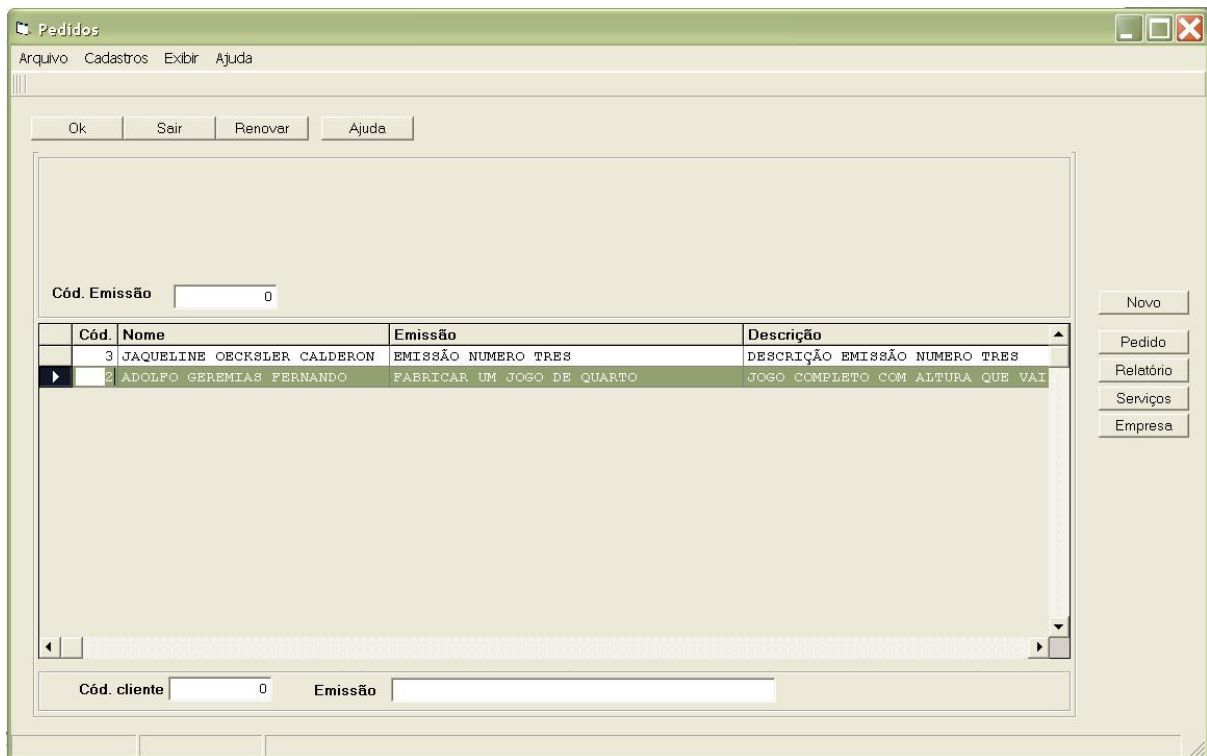 Pedidos
Arquivo Cadastros Exibir Ajuda
Ok Sair Renovar Ajuda
Cód. Emissão 0
Novo
Cód. Nome Emissão Descrição
3 JAQUELINE OECKSLER CALDERON EMISSÃO NUMERO TRES DESCRIÇÃO EMISSÃO NUMERO TRES
2 ADOLFO GEREMIAS FERNANDO FABRICAR UM JOGO DE QUARTO JOGO COMPLETO COM ALTURA QUE VAI
Pedido
Relatório
Serviços
Empresa
Cód. cliente 0 Emissão